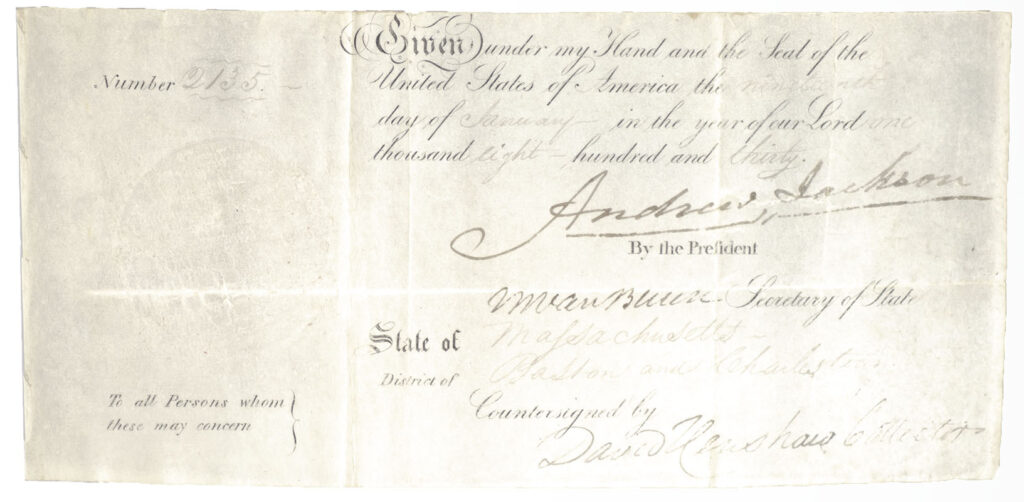 Number 2135.
Given under my Hand and the Seal of the
United States of America the nineteenth
day of January — in the year of our Lord one
thousand eight — hundred and thirty.
Andrew Jackson
By the Preſident
M Van Buren Secretary of State
State of Maſsachusetts —
District of Boston and Charlestown
Countersigned by
David Henshaw Collector
To all Persons whom
these may concern